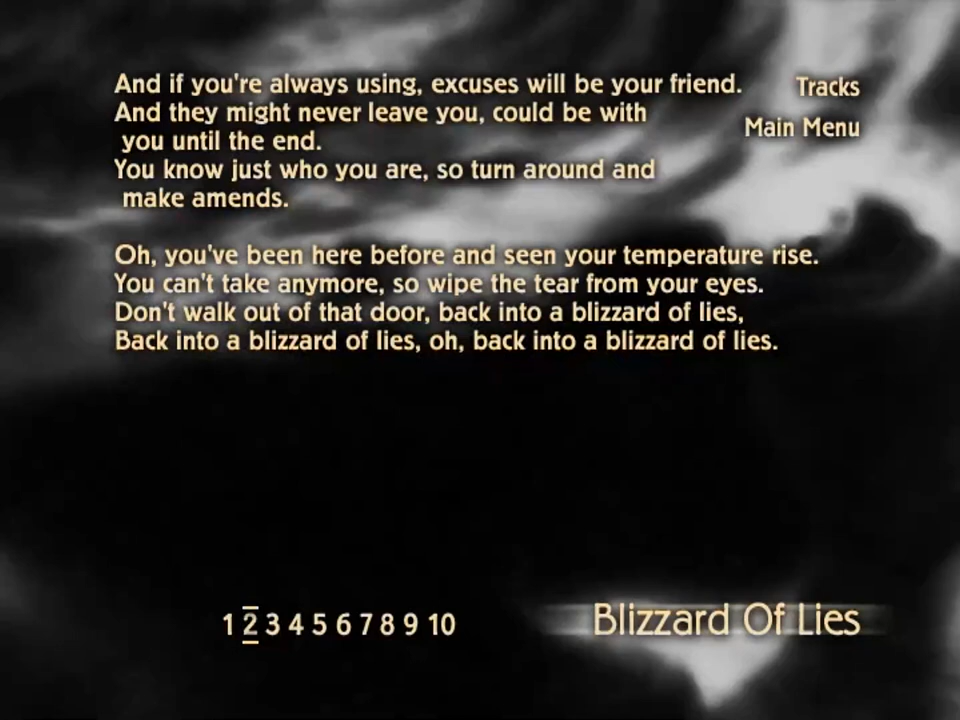 And if you're always using, excuses will be your friend.
And they might never leave you, could be with
you until the end.
You know just who you are, so turn around and
make amends.
Oh, you've been here before and seen your temperature rise.
You can't take anymore, so wipe the tear from your eyes.
Don't walk out of that door, back into a blizzard of lies,
Back into a blizzard of lies, oh, back into a blizzard of lies.
Tracks
Main Menu
1 2 3 4 5 6 7 8 9 10
Blizzard Of Lies